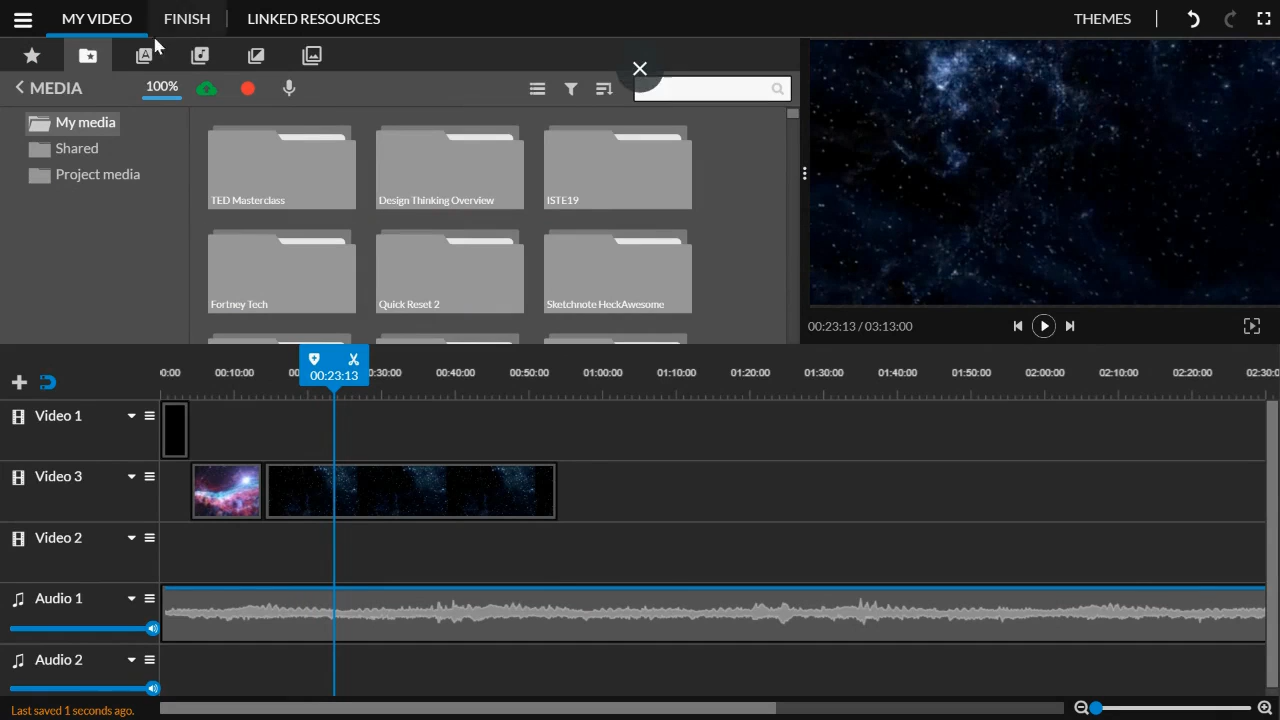 MY VIDEO FINISH LINKED RESOURCES THEMES
MEDIA 100%
My media
Shared
Project media
TED Masterclass Design Thinking Overview ISTE19
Fortney Tech Quick Reset 2 Sketchnote HeckAwesome
00:23:13 / 03:13:00
0:00 00:10:00 00 0:30:00 00:40:00 00:50:00 01:00:00 01:10:00 01:20:00 01:30:00 01:40:00 01:50:00 02:00:00 02:10:00 02:20:00 02:30:0
00:23:13
Video 1
Video 3
Video 2
Audio 1
Audio 2
Last saved 1 seconds ago.